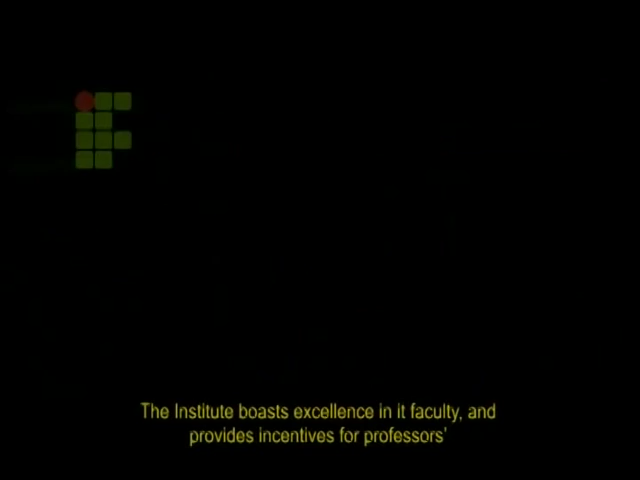 The Institute boasts excellence in it faculty, and
provides incentives for professors'